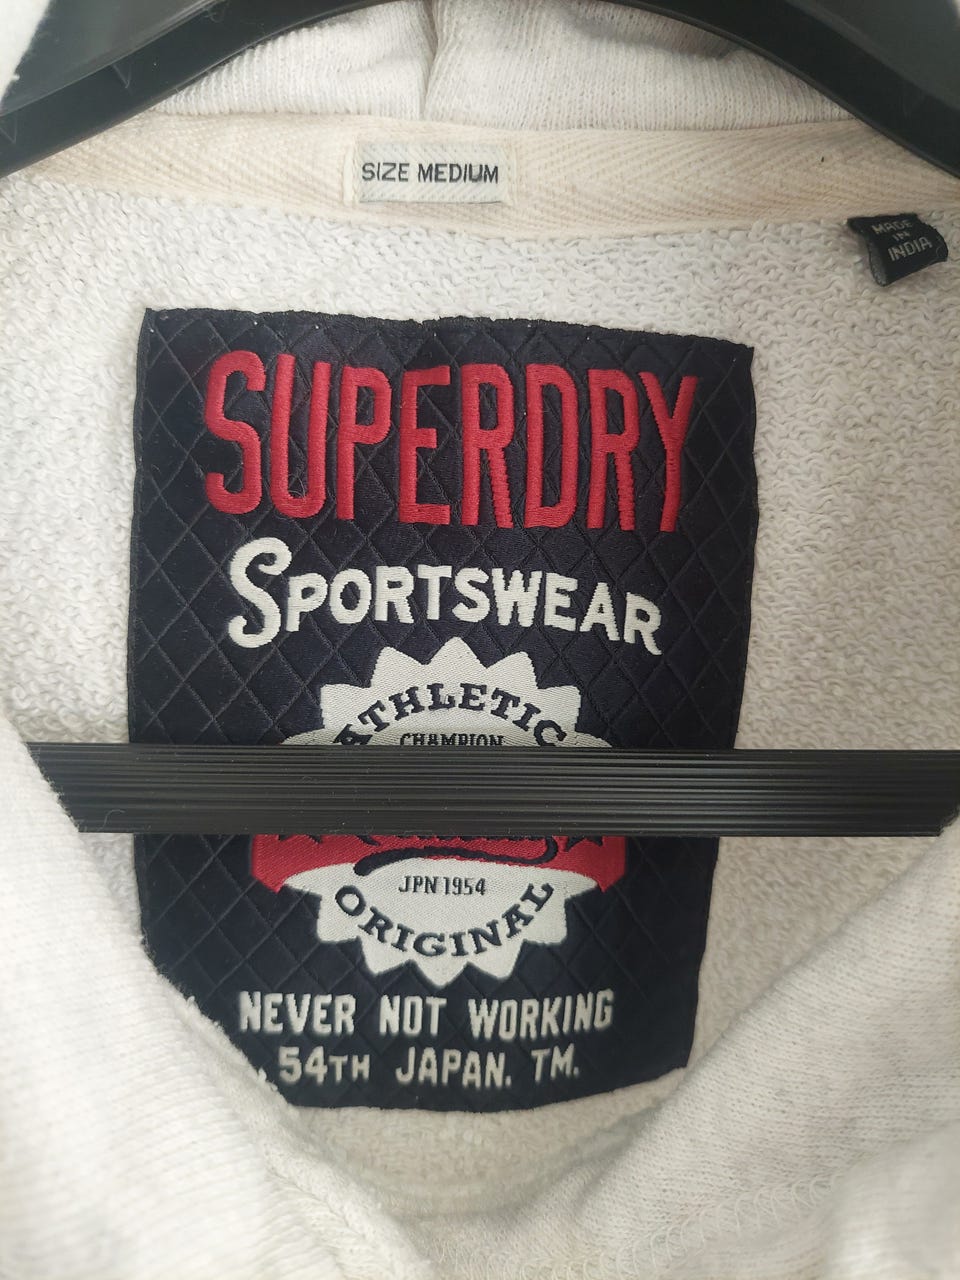 SIZE MEDIUM
MADE
IN
INDIA
SUPERDRY
SPORTSWEAR
ATHLETIC
CHAMPION
JPN 1954
ORIGINAL
NEVER NOT WORKING
54TH JAPAN. TM.